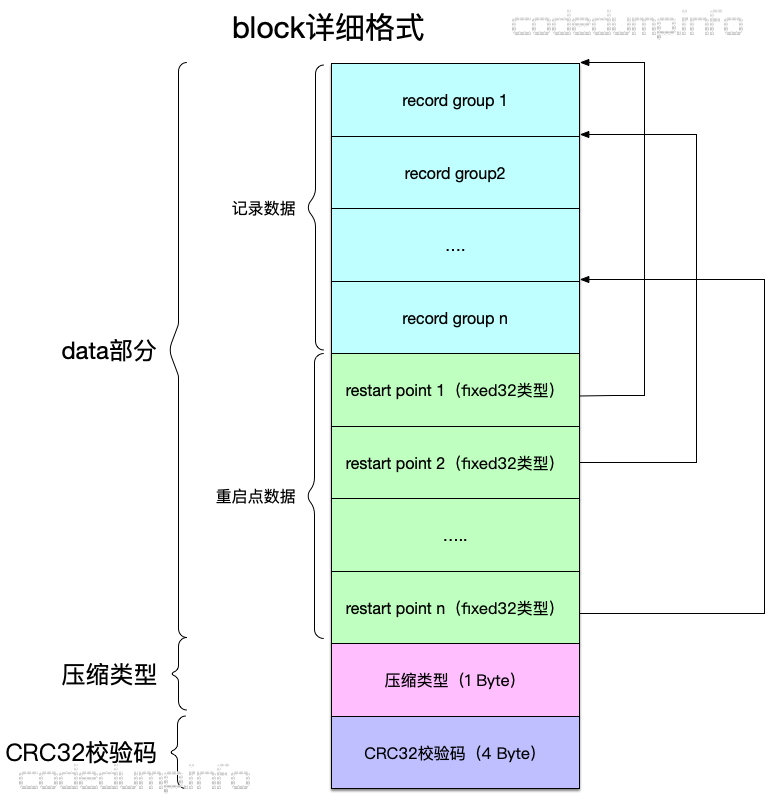 block详细格式
codedump.info
record group 1
record group2
记录数据
....
record group n
data部分
restart point 1（fixed32类型）
restart point 2（fixed32类型）
重启点数据
.....
restart point n（fixed32类型）
压缩类型
压缩类型（1 Byte）
CRC32校验码
CRC32校验码（4 Byte）
codedump.info